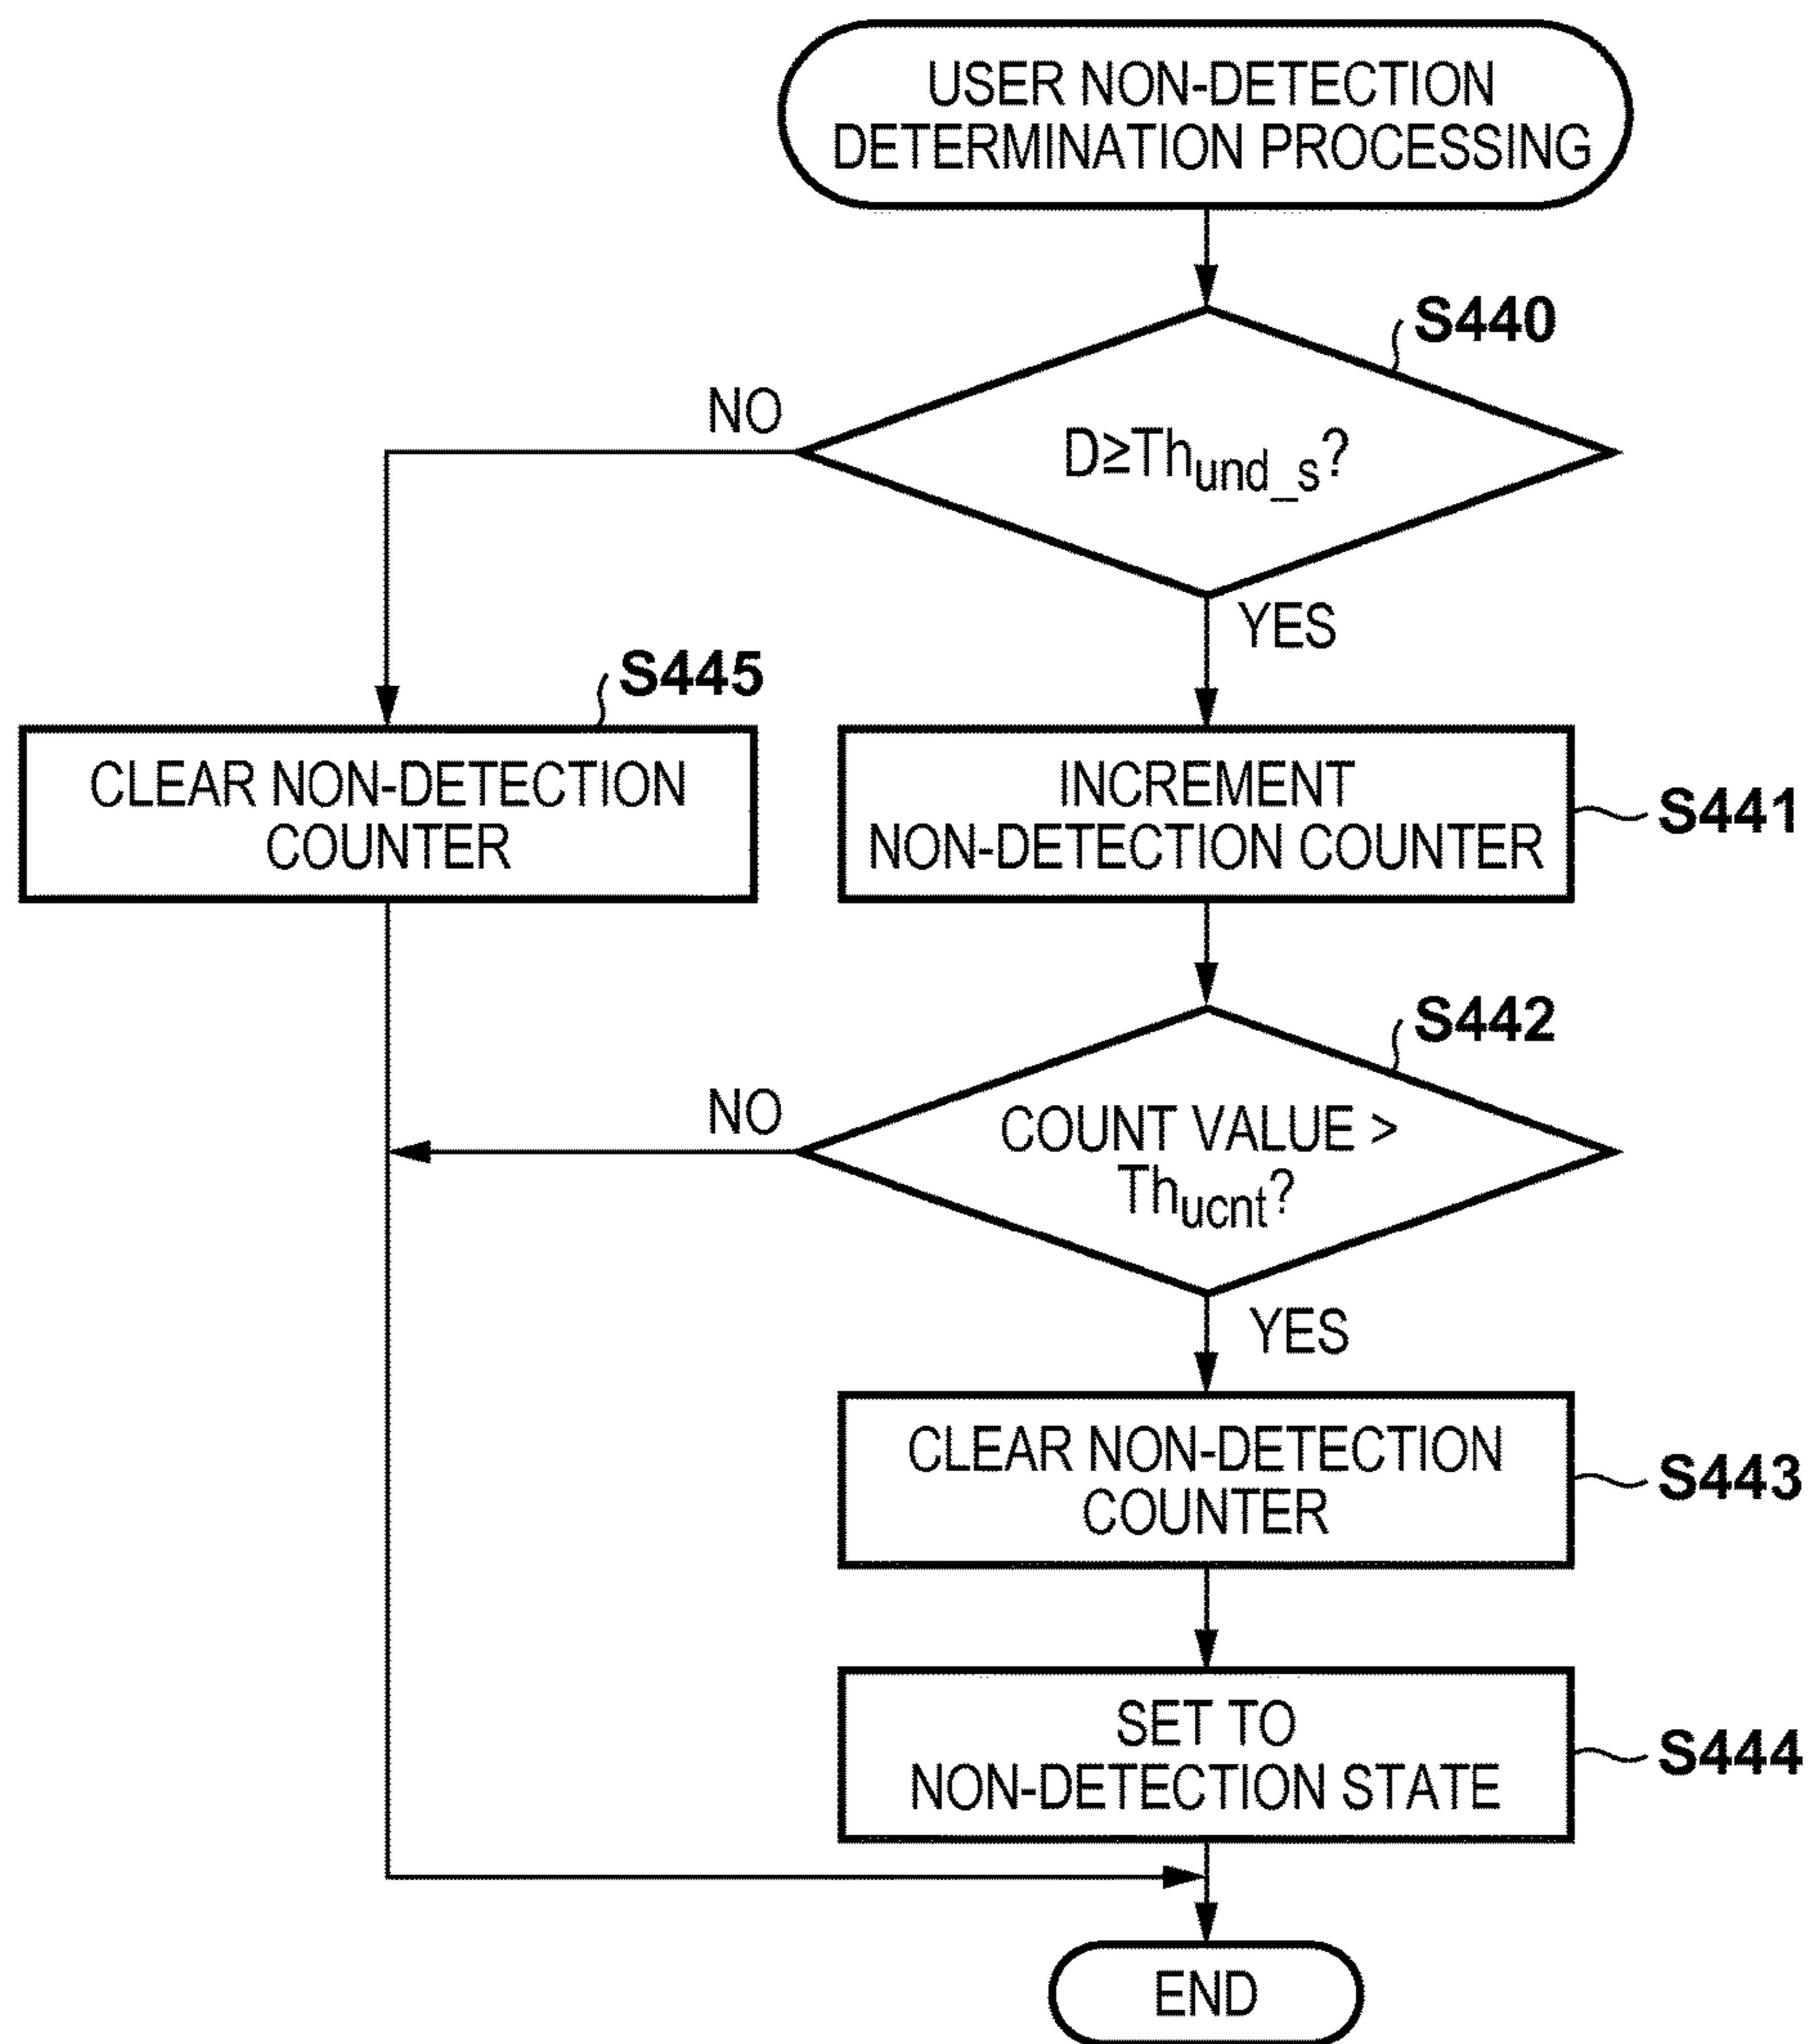 USER NON-DETECTION
DETERMINATION PROCESSING
S440
NO
D≥Thund_s?
YES
S445
CLEAR NON-DETECTION
COUNTER
INCREMENT
NON-DETECTION COUNTER
S441
S442
NO
COUNT VALUE >
Thucnt?
YES
CLEAR NON-DETECTION
COUNTER
S443
SET TO
NON-DETECTION STATE
S444
END